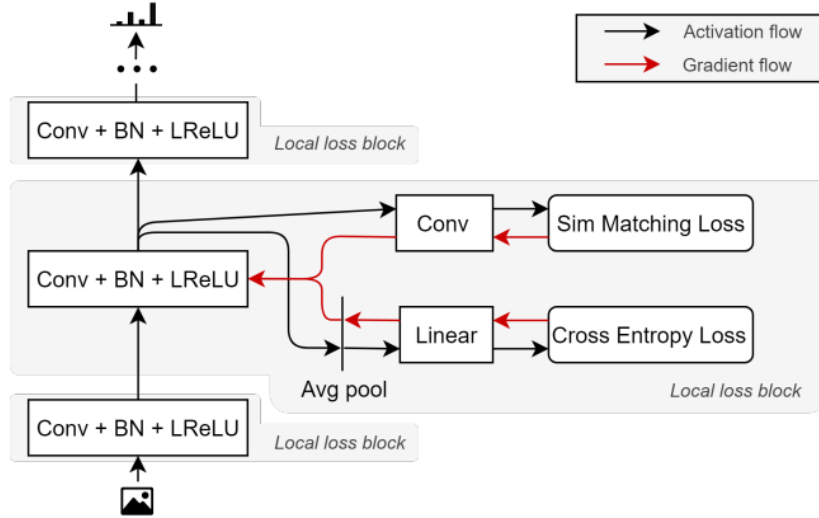 Activation flow
Gradient flow
Conv + BN + LReLU
Local loss block
Conv
Sim Matching Loss
Conv + BN + LReLU
Linear
Cross Entropy Loss
Avg pool
Local loss block
Conv + BN + LReLU
Local loss block